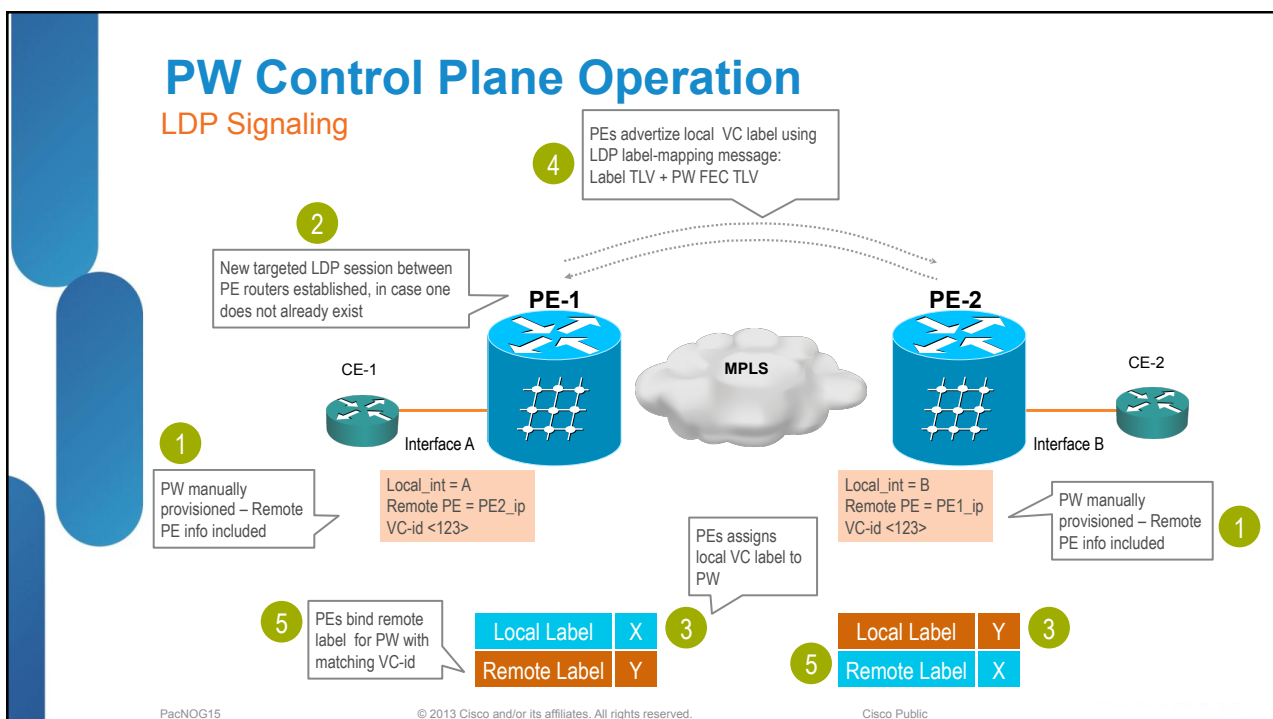 PW Control Plane Operation
LDP Signaling
4
PEs advertize local VC label using
LDP label-mapping message:
Label TLV + PW FEC TLV
2
New targeted LDP session between
PE routers established, in case one
does not already exist
PE-1
PE-2
MPLS
CE-1
CE-2
Interface A
Interface B
1
PW manually
provisioned – Remote
PE info included
Local_int = A
Remote PE = PE2_ip
VC-id <123>
Local_int = B
Remote PE = PE1_ip
VC-id <123>
PW manually
provisioned – Remote
PE info included
1
PEs assigns
local VC label to
PW
5
PEs bind remote
label for PW with
matching VC-id
Local Label X
Remote Label Y
3
Local Label Y
Remote Label X
3
5
PacNOG15
© 2013 Cisco and/or its affiliates. All rights reserved.
Cisco Public